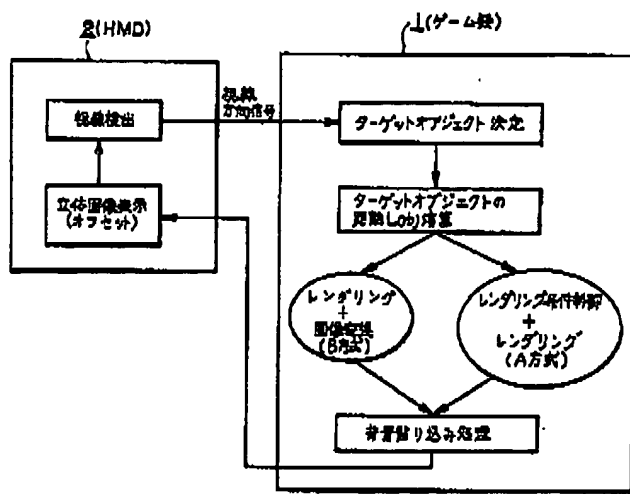 2(HMD)
1(ゲーム機)
視線
方向信号
視線検出
立体画像表示
(オフセット)
ターゲットオブジェクト決定
ターゲットオブジェクトの
距離Lobj演算
レンダリング
+
画像変換
(B方式)
レンダリング条件制御
+
レンダリング
(A方式)
背景貼り込み処理